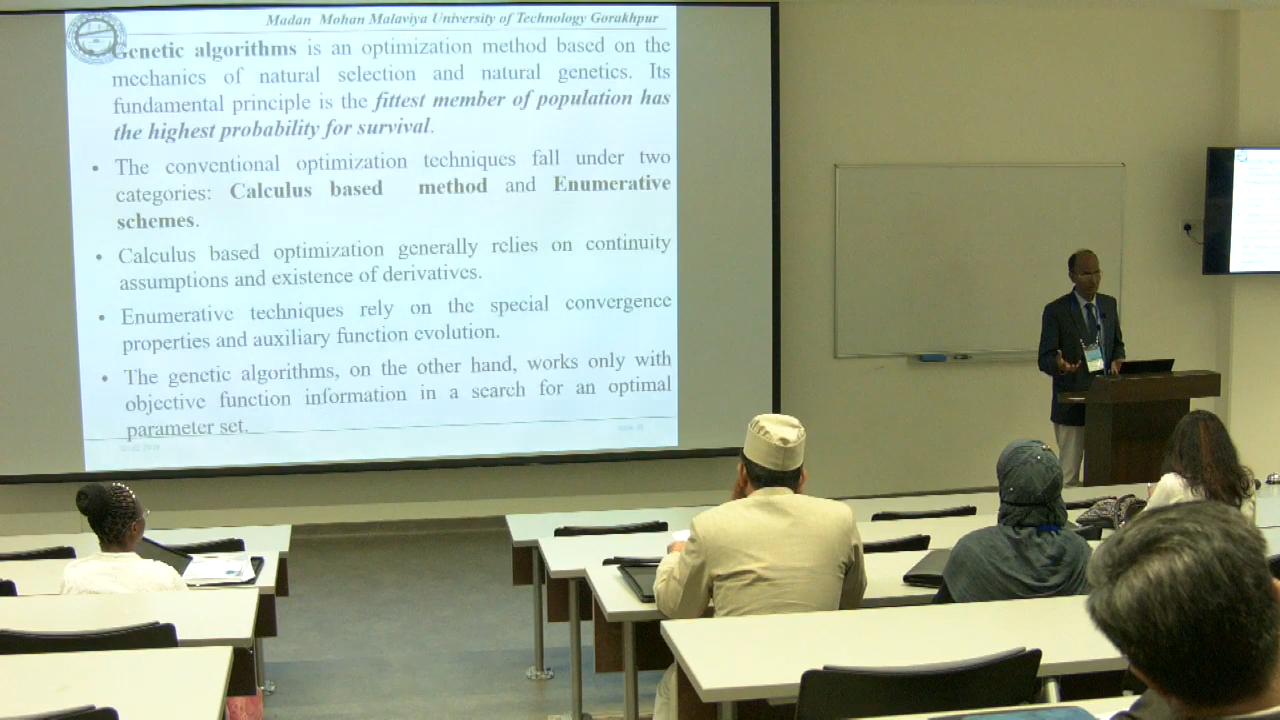 Madan Mohan Malaviya University of Technology Gorakhpur
Genetic algorithms is an optimization method based on the
mechanics of natural selection and natural genetics. Its
fundamental principle is the fittest member of population has
the highest probability for survival.
• The conventional optimization techniques fall under two
categories: Calculus based method and Enumerative
schemes.
• Calculus based optimization generally relies on continuity
assumptions and existence of derivatives.
• Enumerative techniques rely on the special convergence
properties and auxiliary function evolution.
• The genetic algorithms, on the other hand, works only with
objective function information in a search for an optimal
parameter set.